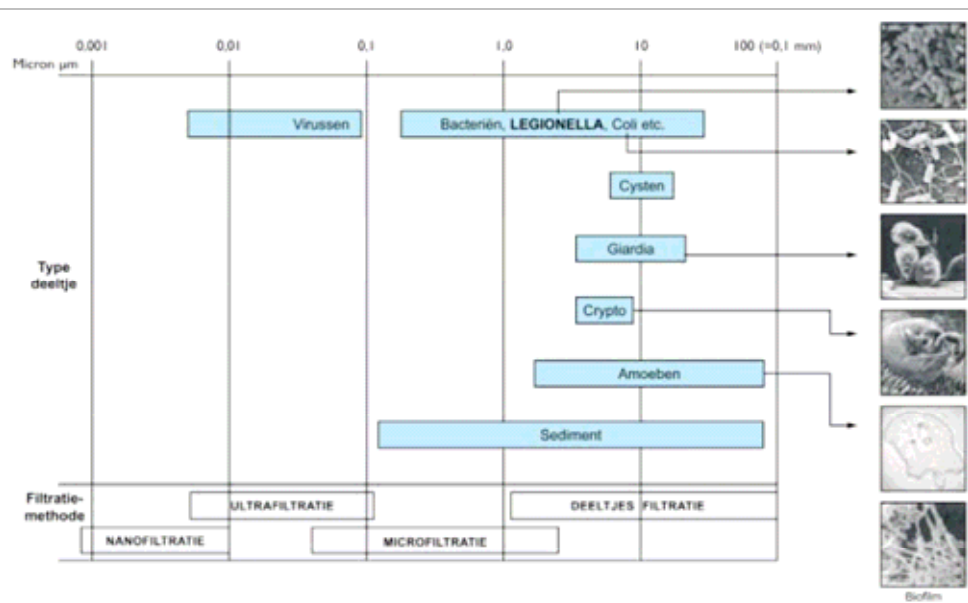 0,001 0,01 0,1 1,0 10 100 (=0,1 mm)
Micron µm
Virussen
Bacteriën, LEGIONELLA, Coli etc.
Cysten
Giardia
Type
deeltje
Crypto
Amoeben
Sediment
Filtratie-
methode
ULTRAFILTRATIE
DEELTJES FILTRATIE
NANOFILTRATIE
MICROFILTRATIE
Biofilm